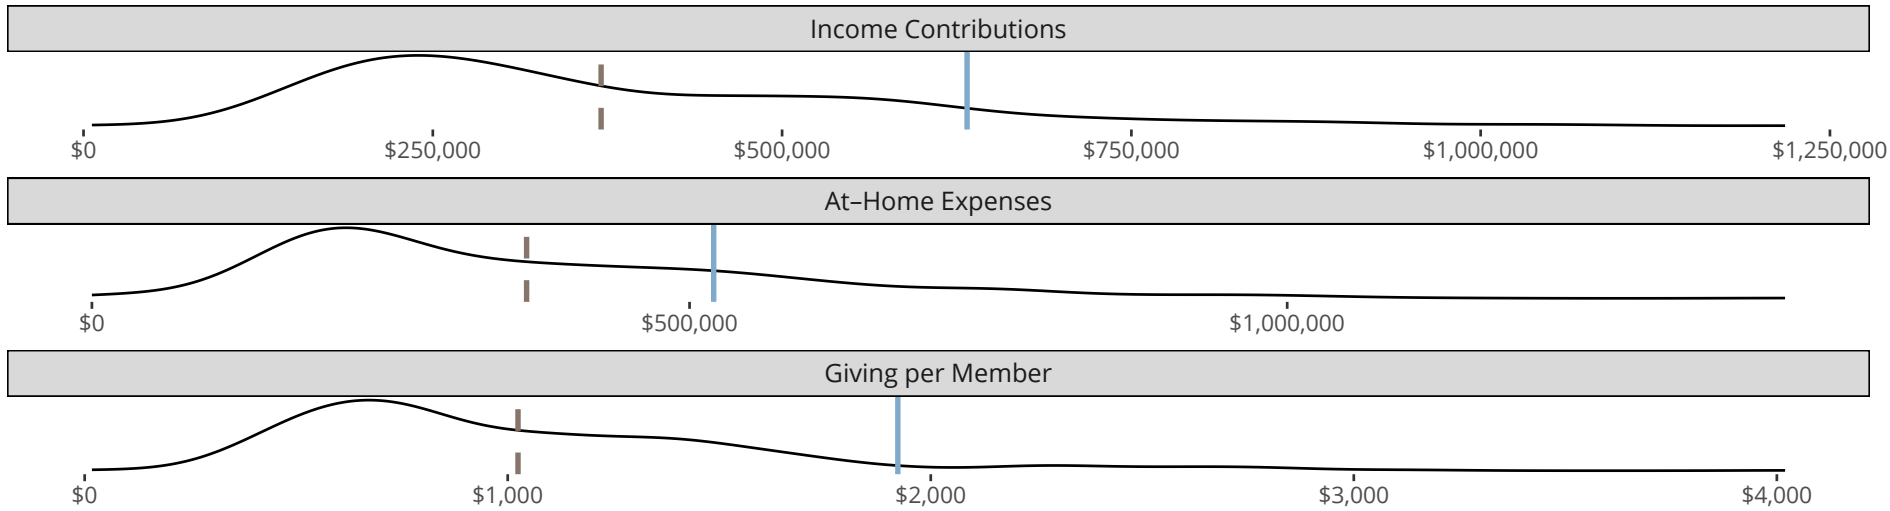 Income Contributions
$0 $250,000 $500,000 $750,000 $1,000,000 $1,250,000
At–Home Expenses
$0 $500,000 $1,000,000
Giving per Member
$0 $1,000 $2,000 $3,000 $4,000